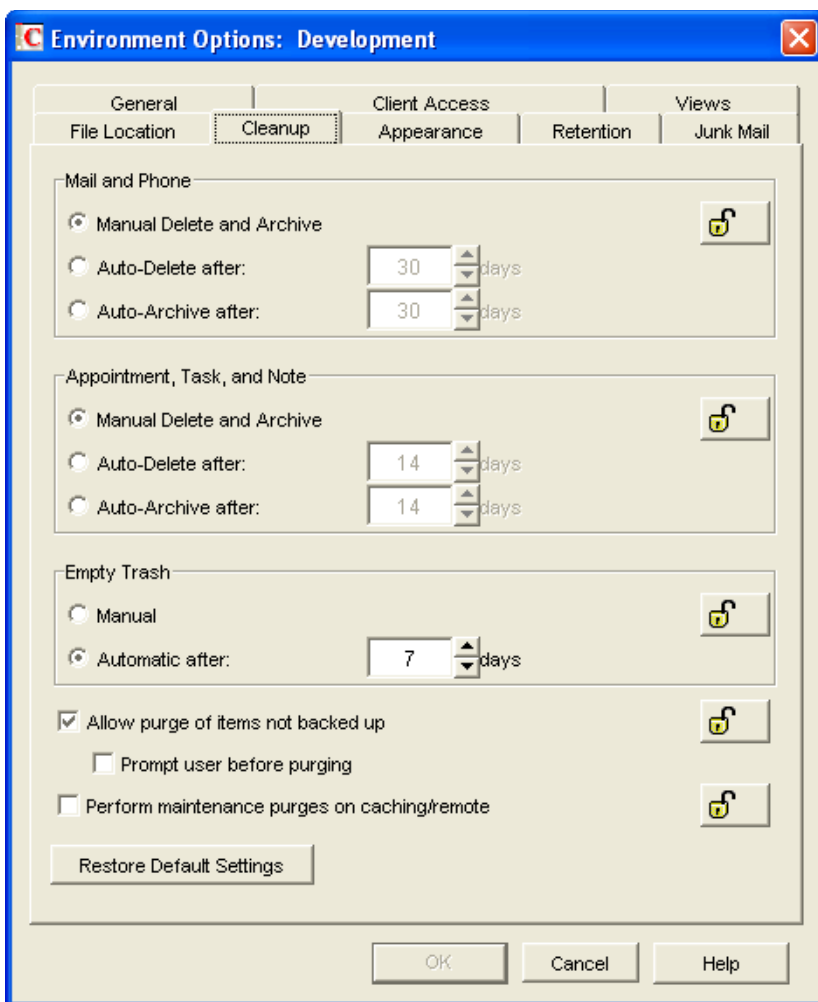 Environment Options: Development
General Client Access Views
File Location Cleanup Appearance Retention Junk Mail
Mail and Phone
Manual Delete and Archive
Auto-Delete after: 30 days
Auto-Archive after: 30 days
Appointment, Task, and Note
Manual Delete and Archive
Auto-Delete after: 14 days
Auto-Archive after: 14 days
Empty Trash
Manual
Automatic after: 7 days
Allow purge of items not backed up
Prompt user before purging
Perform maintenance purges on caching/remote
Restore Default Settings
OK Cancel Help